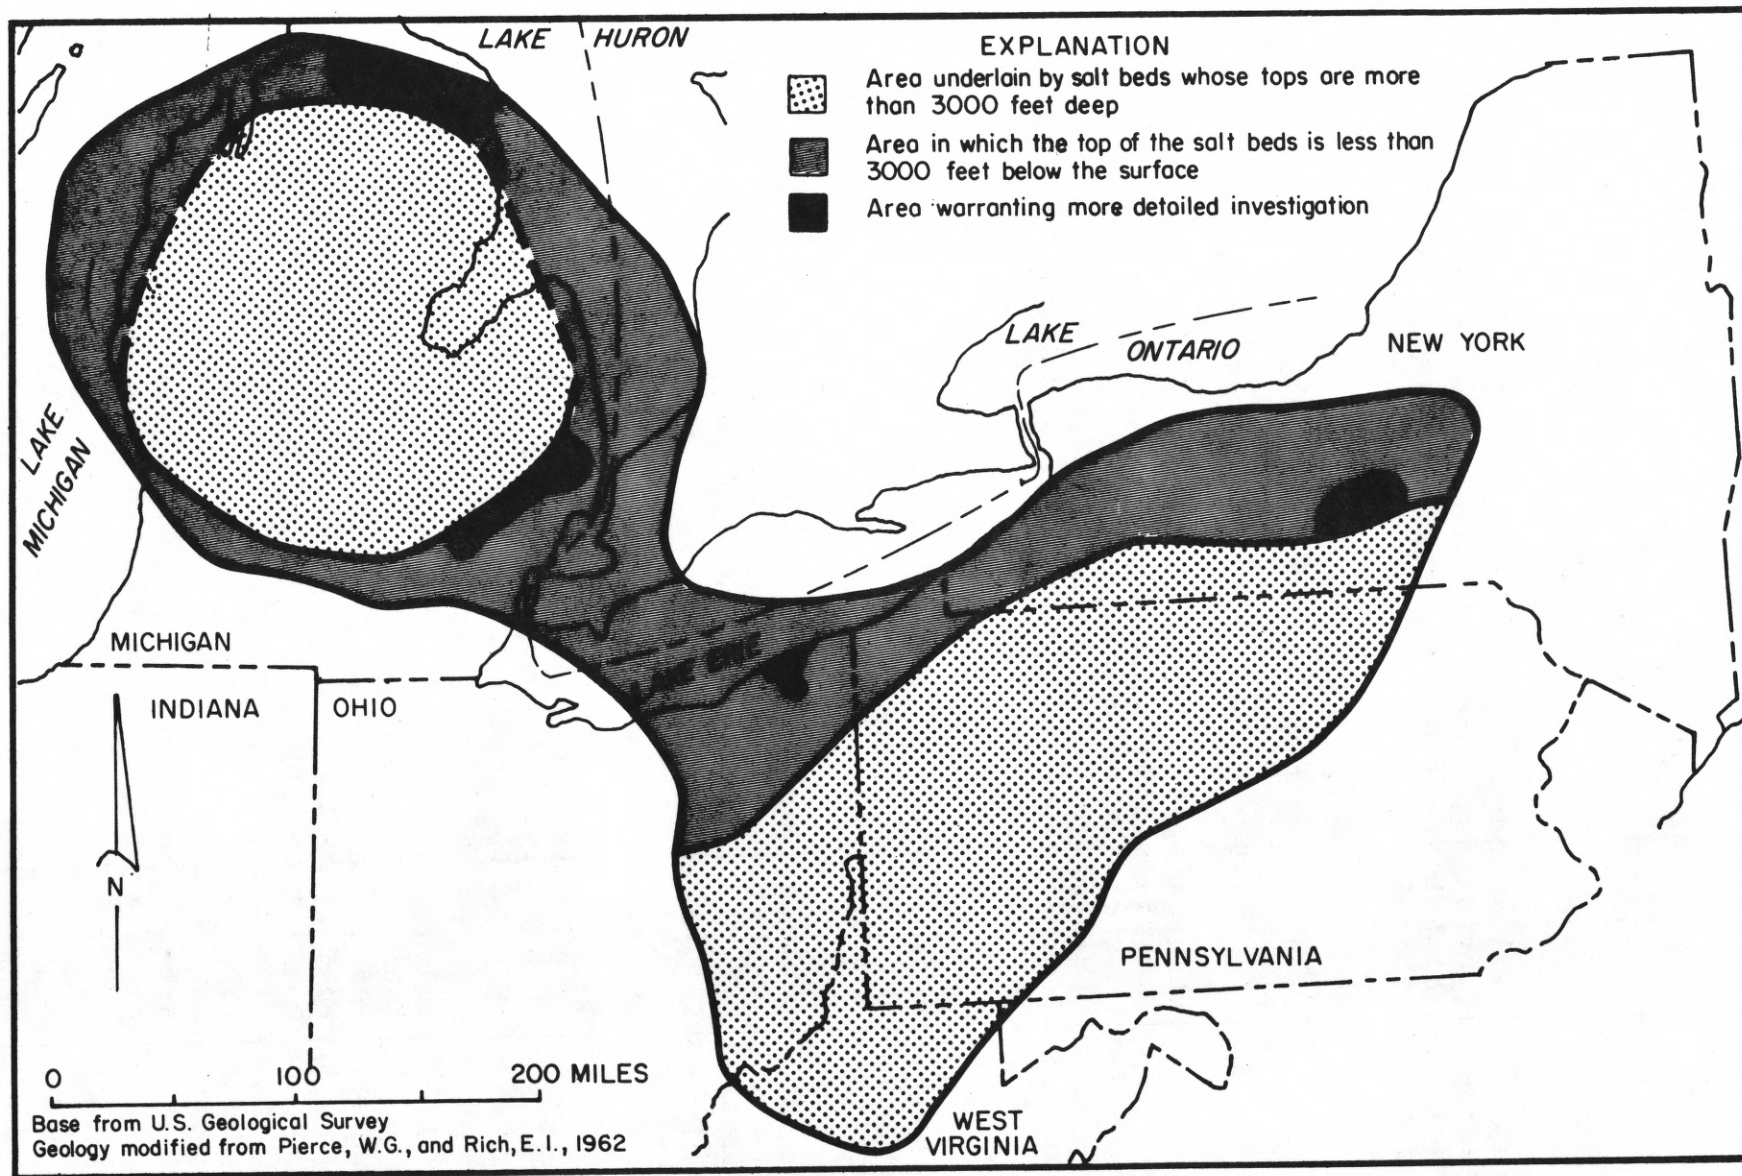 LAKE HURON
EXPLANATION
Area underlain by salt beds whose tops are more
than 3000 feet deep
Area in which the top of the salt beds is less than
3000 feet below the surface
Area warranting more detailed investigation
LAKE
ONTARIO
NEW YORK
LAKE
MICHIGAN
LAKE ERIE
MICHIGAN
INDIANA
OHIO
N
PENNSYLVANIA
0 100 200 MILES
WEST
VIRGINIA
Base from U.S. Geological Survey
Geology modified from Pierce, W.G., and Rich, E.I., 1962